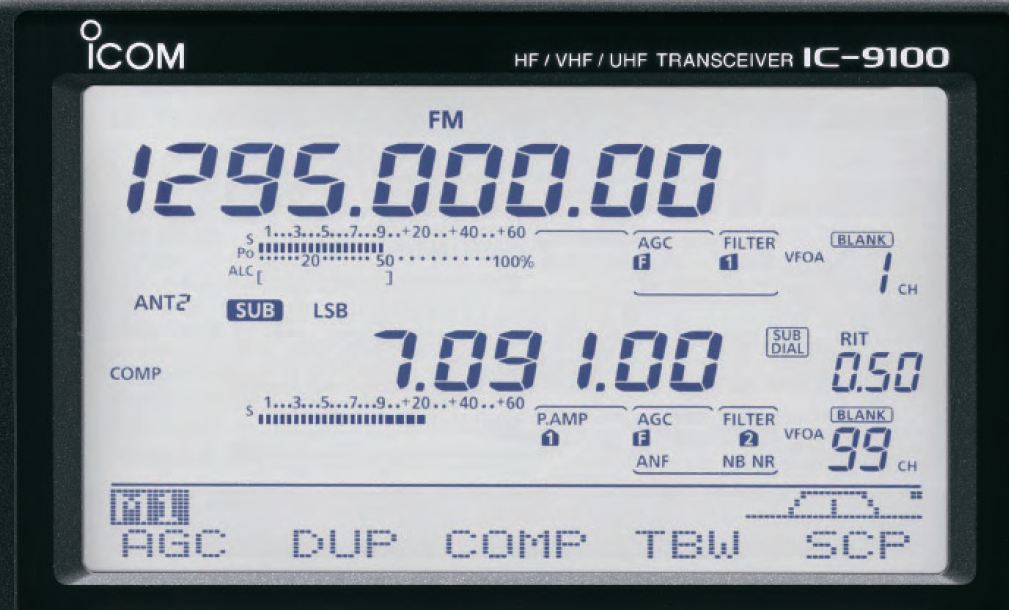 ICOM
HF / VHF / UHF TRANSCEIVER IC-9100
FM
1295.000.00
S 1...3...5...7...9..+20..+40..+60
Po ······20·······50·········100%
ALC [ ]
AGC FILTER
F 1
VFOA BLANK
1 CH
ANT2 SUB LSB
7.091.00
SUB DIAL
RIT
0.50
COMP
S 1...3...5...7...9..+20..+40..+60
P.AMP AGC FILTER
1 F 2
ANF NB NR
VFOA BLANK
99 CH
M1
AGC DUP COMP TBW SCP